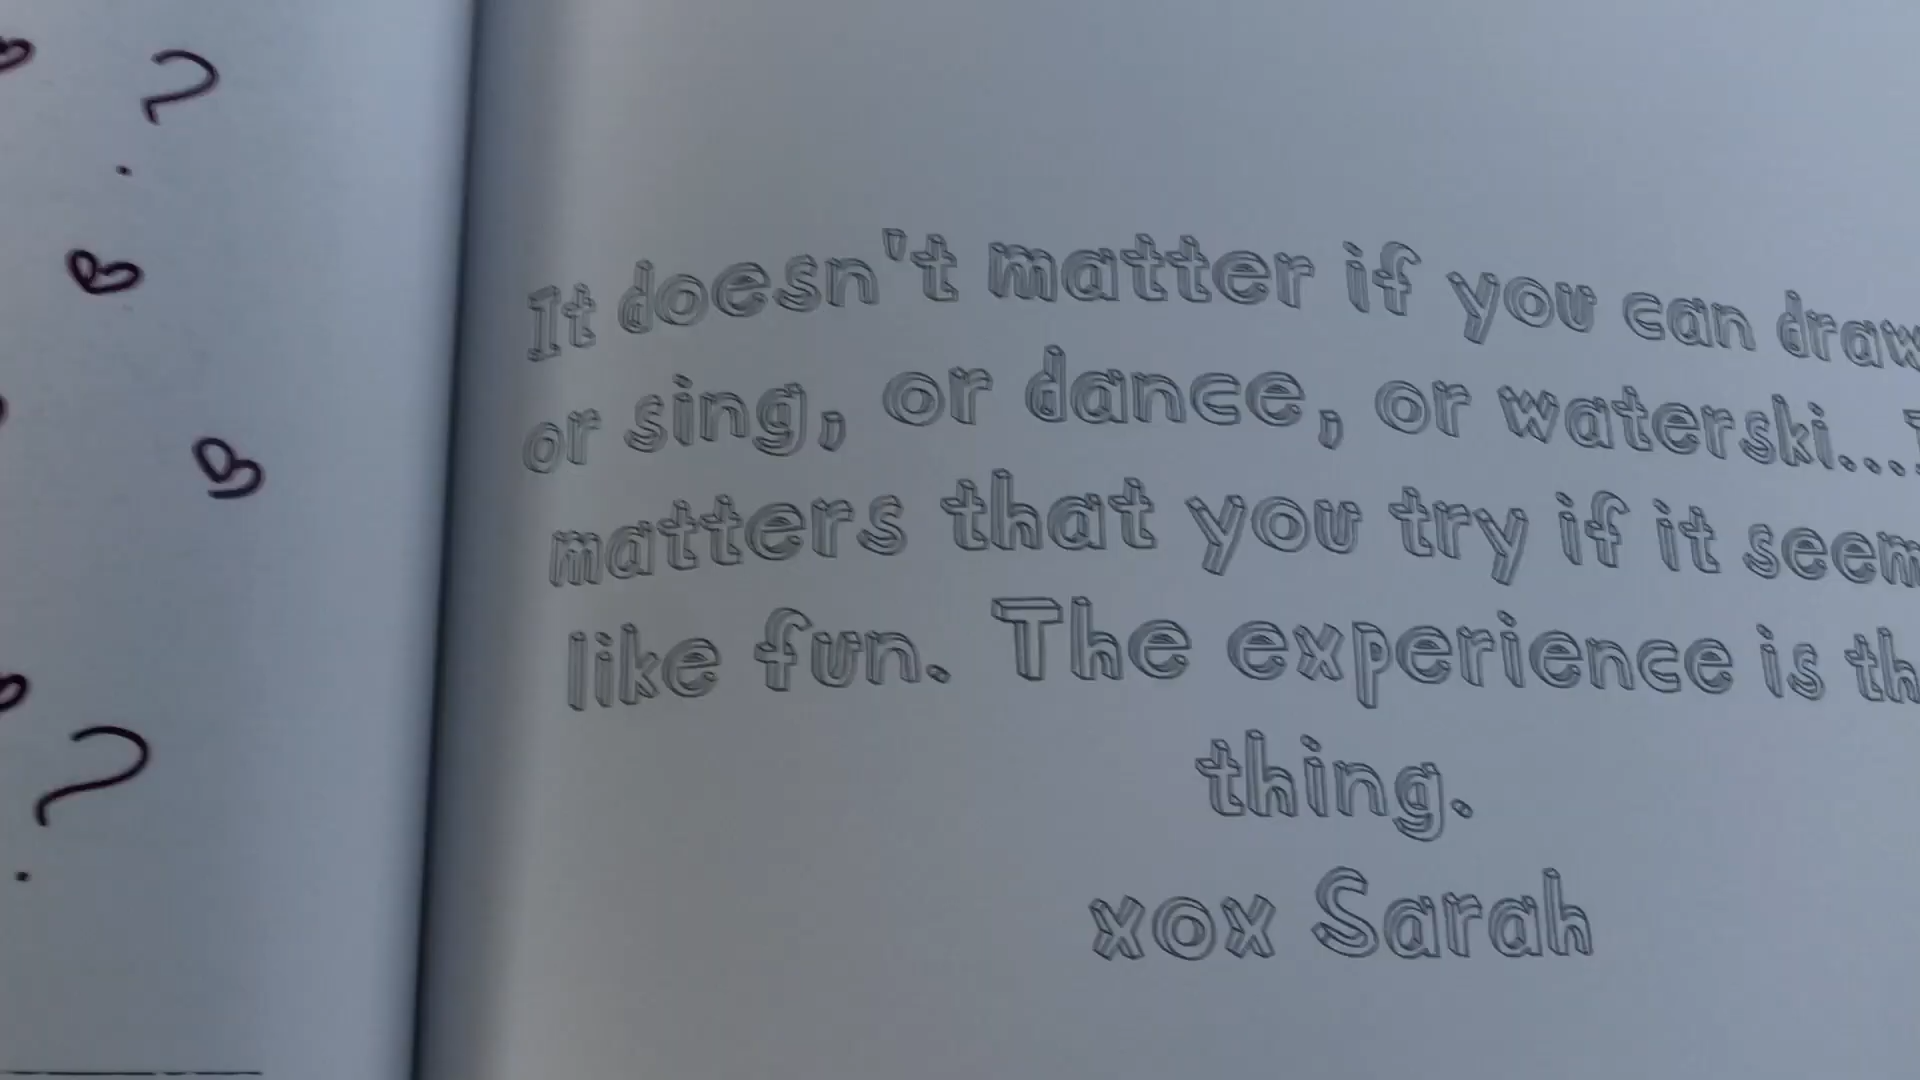 It doesn't matter if you can draw
or sing, or dance, or waterski...
matters that you try if it seem
like fun. The experience is th
thing.
xox Sarah
? 
?